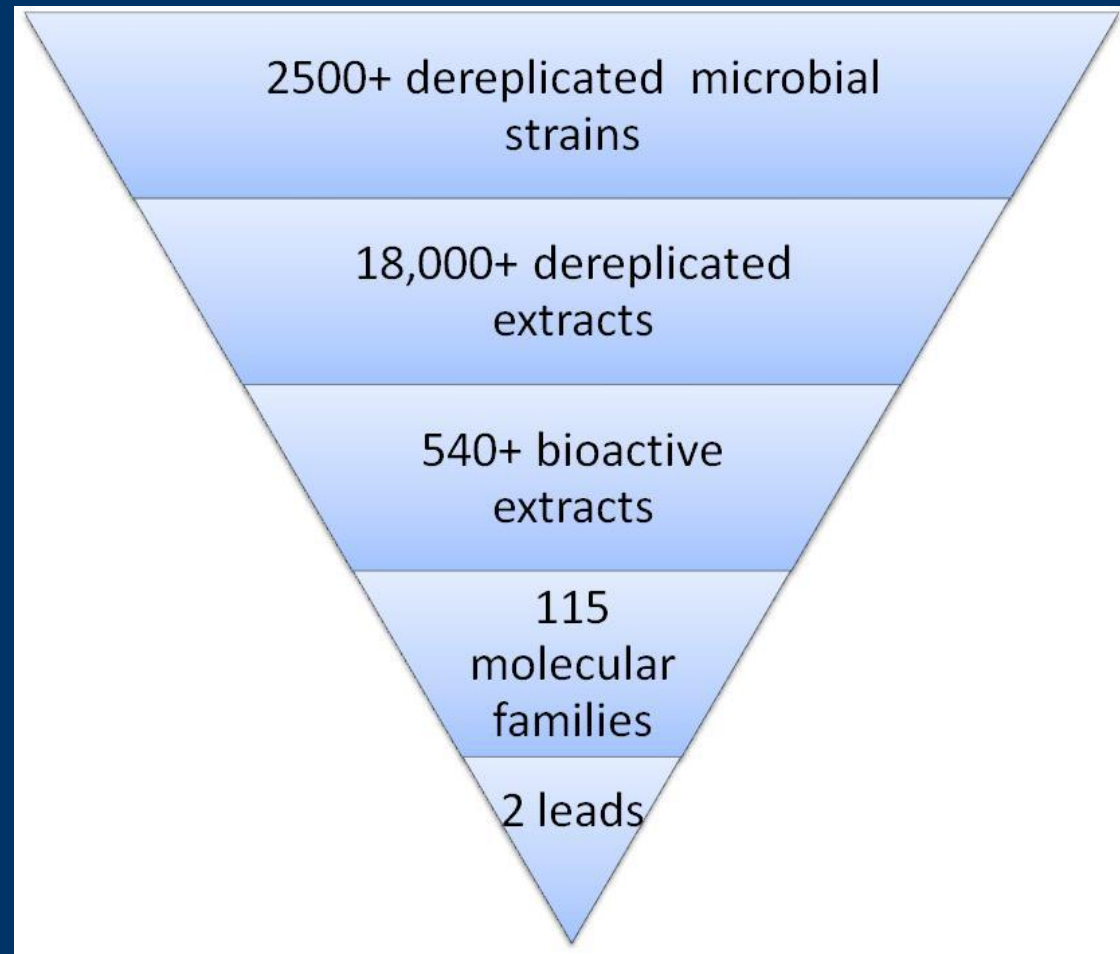 2500+ dereplicated microbial
strains
18,000+ dereplicated
extracts
540+ bioactive
extracts
115
molecular
families
2 leads